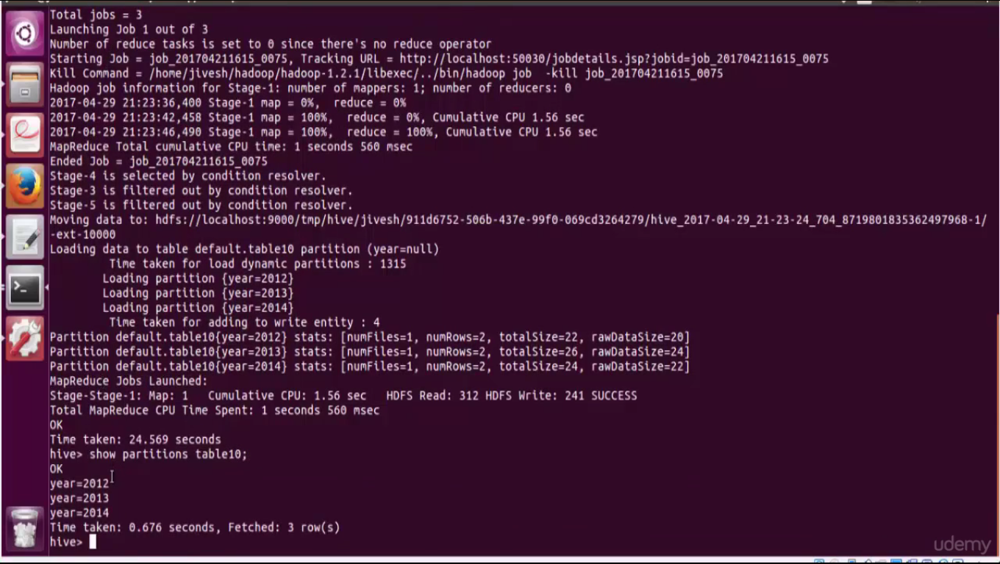 Total jobs = 3
Launching Job 1 out of 3
Number of reduce tasks is set to 0 since there's no reduce operator
Starting Job = job_201704211615_0075, Tracking URL = http://localhost:50030/jobdetails.jsp?jobid=job_201704211615_0075
Kill Command = /home/jivesh/hadoop/hadoop-1.2.1/libexec/../bin/hadoop job  -kill job_201704211615_0075
Hadoop job information for Stage-1: number of mappers: 1; number of reducers: 0
2017-04-29 21:23:36,400 Stage-1 map = 0%,  reduce = 0%
2017-04-29 21:23:42,458 Stage-1 map = 100%,  reduce = 0%, Cumulative CPU 1.56 sec
2017-04-29 21:23:46,490 Stage-1 map = 100%,  reduce = 100%, Cumulative CPU 1.56 sec
MapReduce Total cumulative CPU time: 1 seconds 560 msec
Ended Job = job_201704211615_0075
Stage-4 is selected by condition resolver.
Stage-3 is filtered out by condition resolver.
Stage-5 is filtered out by condition resolver.
Moving data to: hdfs://localhost:9000/tmp/hive/jivesh/911d6752-506b-437e-99f0-069cd3264279/hive_2017-04-29_21-23-24_704_8719801835362497968-1/
-ext-10000
Loading data to table default.table10 partition (year=null)
Time taken for load dynamic partitions : 1315
Loading partition {year=2012}
Loading partition {year=2013}
Loading partition {year=2014}
Time taken for adding to write entity : 4
Partition default.table10{year=2012} stats: [numFiles=1, numRows=2, totalSize=22, rawDataSize=20]
Partition default.table10{year=2013} stats: [numFiles=1, numRows=2, totalSize=26, rawDataSize=24]
Partition default.table10{year=2014} stats: [numFiles=1, numRows=2, totalSize=24, rawDataSize=22]
MapReduce Jobs Launched:
Stage-Stage-1: Map: 1   Cumulative CPU: 1.56 sec   HDFS Read: 312 HDFS Write: 241 SUCCESS
Total MapReduce CPU Time Spent: 1 seconds 560 msec
OK
Time taken: 24.569 seconds
hive> show partitions table10;
OK
year=2012
year=2013
year=2014
Time taken: 0.676 seconds, Fetched: 3 row(s)
hive>
udemy